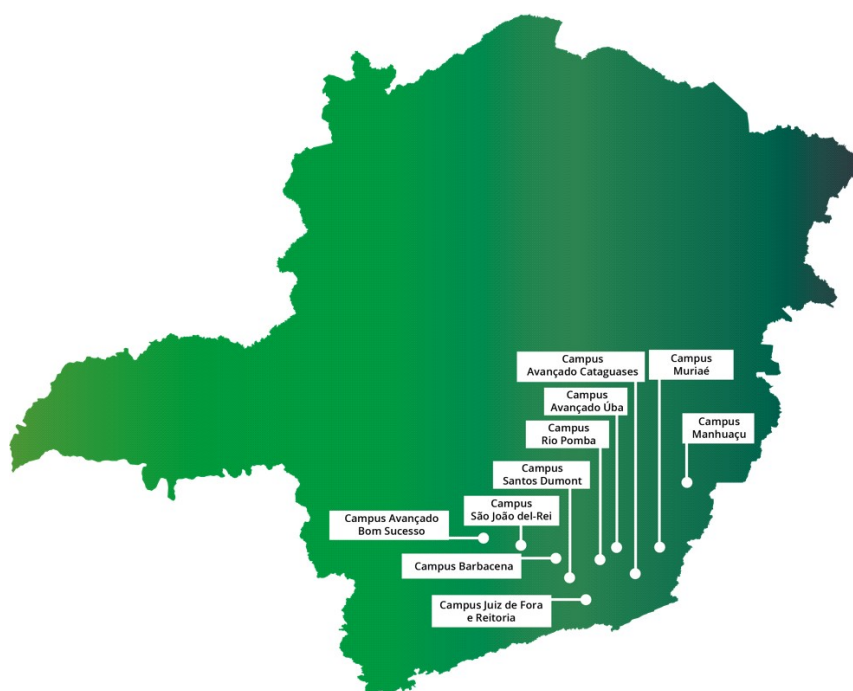 Campus
Avançado Cataguases
Campus
Muriaé
Campus
Avançado Úba
Campus
Manhuaçu
Campus
Rio Pomba
Campus
Santos Dumont
Campus
São João del-Rei
Campus Avançado
Bom Sucesso
Campus Barbacena
Campus Juiz de Fora
e Reitoria